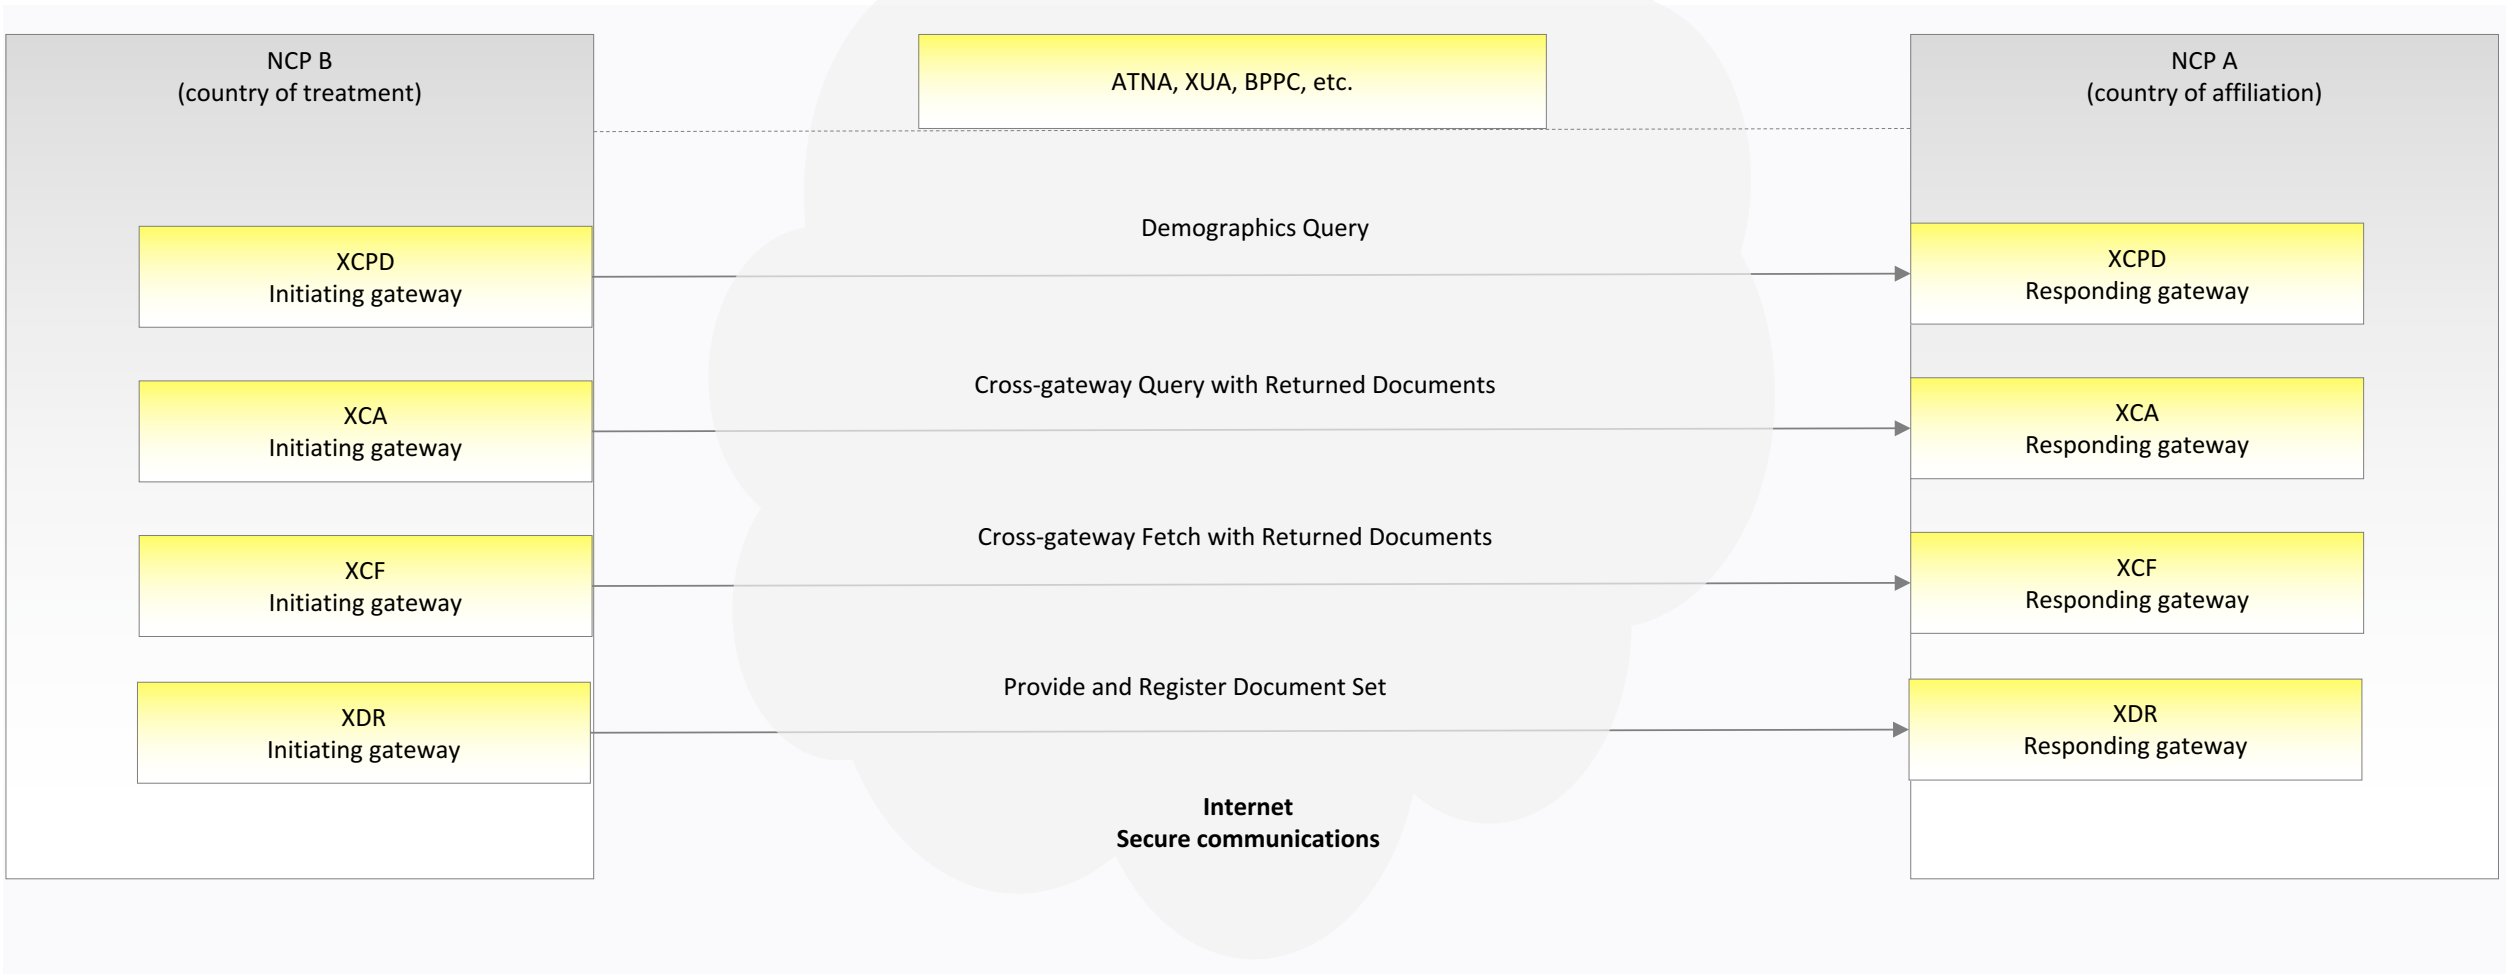 NCP B
(country of treatment)
ATNA, XUA, BPPC, etc.
NCP A
(country of affiliation)
Demographics Query
XCPD
Initiating gateway
XCPD
Responding gateway
Cross-gateway Query with Returned Documents
XCA
Initiating gateway
XCA
Responding gateway
Cross-gateway Fetch with Returned Documents
XCF
Initiating gateway
XCF
Responding gateway
Provide and Register Document Set
XDR
Initiating gateway
XDR
Responding gateway
Internet
Secure communications